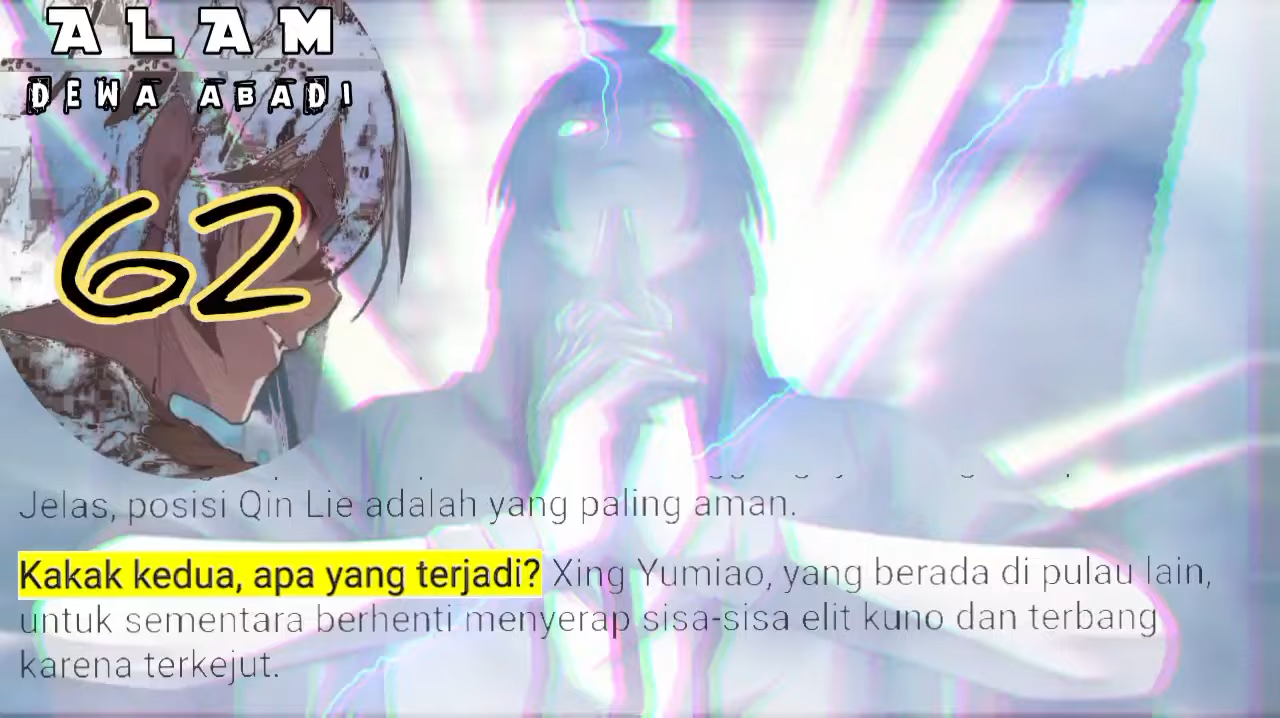 ALAM
DEWA ABADI
62
Jelas, posisi Qin Lie adalah yang paling aman.
Kakak kedua, apa yang terjadi? Xing Yumiao, yang berada di pulau lain,
untuk sementara berhenti menyerap sisa-sisa elit kuno dan terbang
karena terkejut.